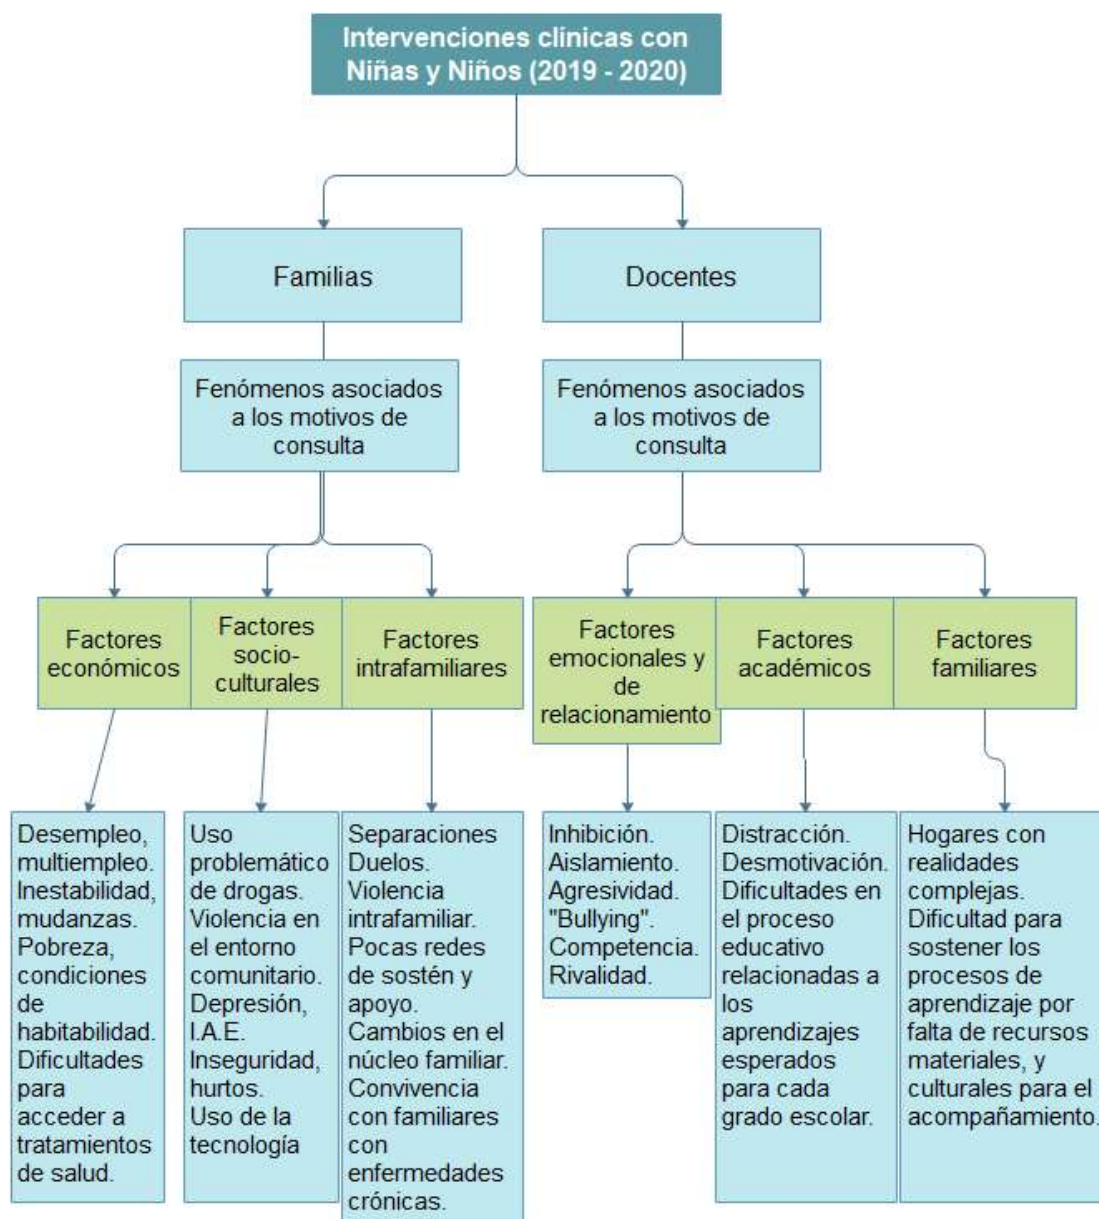 Intervenciones clínicas con
Niñas y Niños (2019 - 2020)
Familias
Docentes
Fenómenos asociados
a los motivos de
consulta
Fenómenos asociados
a los motivos de
consulta
Factores
económicos
Factores
socio-
culturales
Factores
intrafamiliares
Factores
emocionales y
de
relacionamiento
Factores
académicos
Factores
familiares
Desempleo,
multiempleo.
Inestabilidad,
mudanzas.
Pobreza,
condiciones
de
habitabilidad.
Dificultades
para
acceder a
tratamientos
de salud.
Uso
problemático
de drogas.
Violencia en
el entorno
comunitario.
Depresión,
I.A.E.
Inseguridad,
hurtos.
Uso de la
tecnología
Separaciones
Duelos.
Violencia
intrafamiliar.
Pocas redes
de sostén y
apoyo.
Cambios en el
núcleo familiar.
Convivencia
con familiares
con
enfermedades
crónicas.
Inhibición.
Aislamiento.
Agresividad.
"Bullying".
Competencia.
Rivalidad.
Distracción.
Desmotivación.
Dificultades en
el proceso
educativo
relacionadas a
los
aprendizajes
esperados
para cada
grado escolar.
Hogares con
realidades
complejas.
Dificultad para
sostener los
procesos de
aprendizaje por
falta de recursos
materiales, y
culturales para el
acompañamiento.